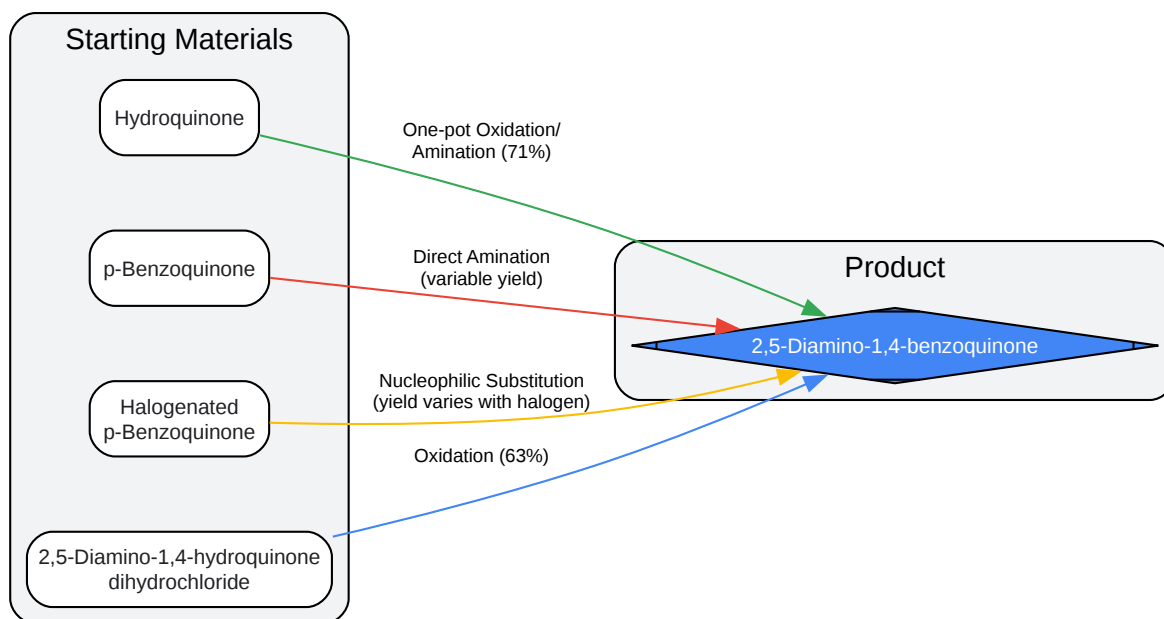 Starting Materials
Hydroquinone
One-pot Oxidation/
Amination (71%)
p-Benzoquinone
Direct Amination
(variable yield)
Product
2,5-Diamino-1,4-benzoquinone
Halogenated
p-Benzoquinone
Nucleophilic Substitution
(yield varies with halogen)
Oxidation (63%)
2,5-Diamino-1,4-hydroquinone
dihydrochloride